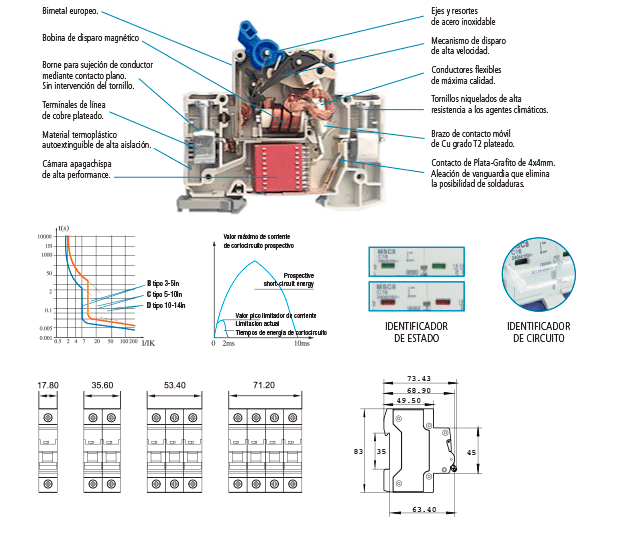 Bimetal europeo.
Bobina de disparo magnético
Borne para sujeción de conductor
mediante contacto plano.
Sin intervención del tornillo.
Terminales de línea
de cobre plateado.
Material termoplástico
autoextinguible de alta aislación.
Cámara apagachispa
de alta performance.
Ejes y resortes
de acero inoxidable
Mecanismo de disparo
de alta velocidad.
Conductores flexibles
de máxima calidad.
Tornillos niquelados de alta
resistencia a los agentes climáticos.
Brazo de contacto móvil
de Cu grado T2 plateado.
Contacto de Plata-Grafito de 4x4mm.
Aleación de vanguardia que elimina
la posibilidad de soldaduras.
t(s)
10000
1H
1000
50
2
0.1
0.005
0.001
0.5 2 4 7 20 50 100 200
I/IK
B tipo 3-5In
C tipo 5-10In
D tipo 10-14In
Valor máximo de corriente
de cortocircuito prospectivo
Prospective
short-circuit energy
Valor pico limitador de corriente
Limitacion actual
Tiempos de energía de cortocircuito
0 2ms 10ms
MSC8
C16
MSC8
C16
IDENTIFICADOR
DE ESTADO
MSC8
C16
IDENTIFICADOR
DE CIRCUITO
17.80
35.60
53.40
71.20
73.43
68.90
49.50
83
35
45
63.40